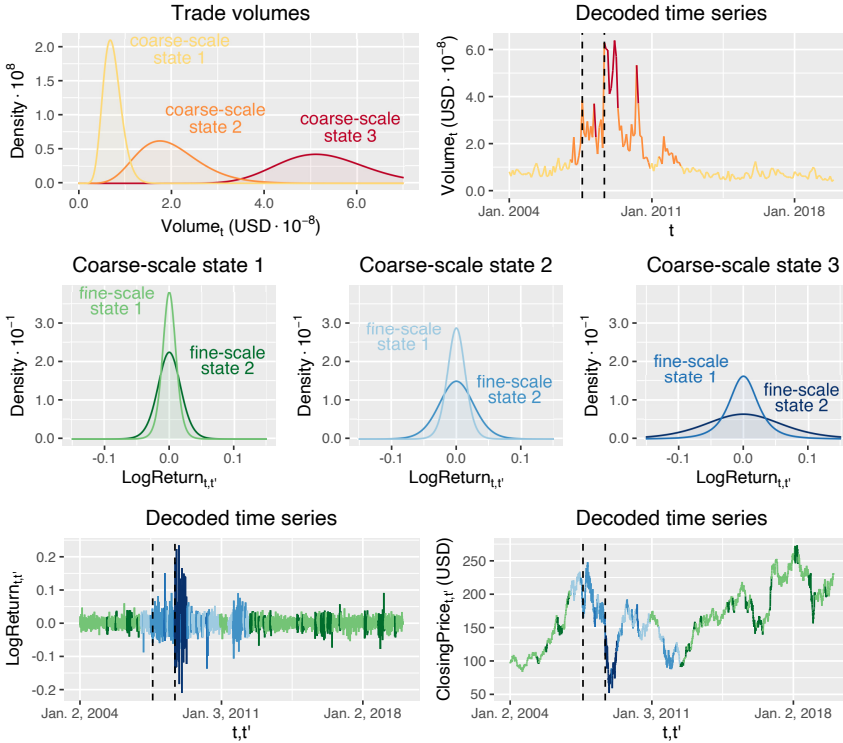 Trade volumes
Density · 10⁸
2.0
1.5
1.0
0.5
0.0
coarse-scale
state 1
coarse-scale
state 2
coarse-scale
state 3
0.0 2.0 4.0 6.0
Volumeₜ (USD · 10⁻⁸)
Decoded time series
Volumeₜ (USD · 10⁻⁸)
6.0
4.0
2.0
0.0
Jan. 2004 Jan. 2011 Jan. 2018
t
Coarse-scale state 1
Density · 10⁻¹
3.0
2.0
1.0
0.0
fine-scale
state 1
fine-scale
state 2
-0.1 0.0 0.1
LogReturnₜ,ₜ'
Coarse-scale state 2
Density · 10⁻¹
3.0
2.0
1.0
0.0
fine-scale
state 1
fine-scale
state 2
-0.1 0.0 0.1
LogReturnₜ,ₜ'
Coarse-scale state 3
Density · 10⁻¹
3.0
2.0
1.0
0.0
fine-scale
state 1
fine-scale
state 2
-0.1 0.0 0.1
LogReturnₜ,ₜ'
Decoded time series
LogReturnₜ,ₜ'
0.2
0.1
0.0
-0.1
-0.2
Jan. 2, 2004 Jan. 3, 2011 Jan. 2, 2018
t,t'
Decoded time series
ClosingPriceₜ,ₜ' (USD)
250
200
150
100
50
Jan. 2, 2004 Jan. 3, 2011 Jan. 2, 2018
t,t'